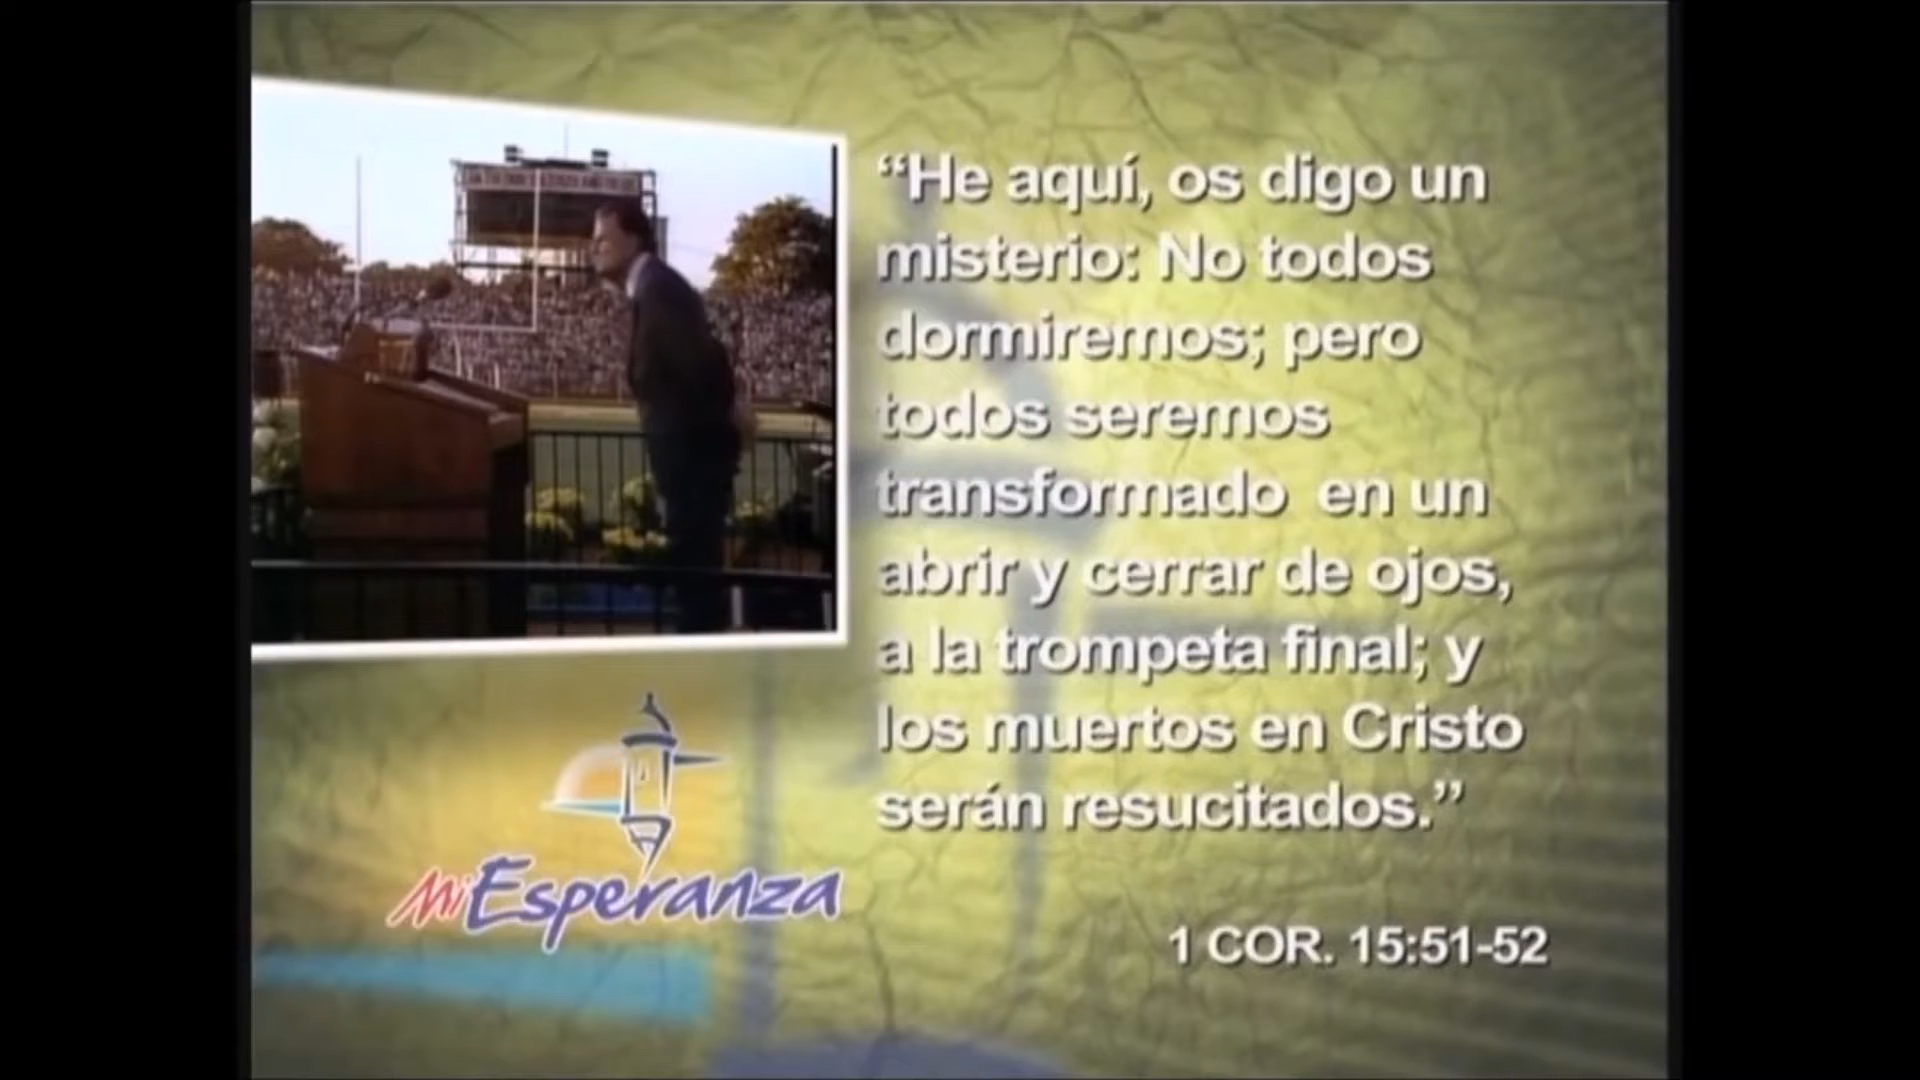 “He aquí, os digo un
misterio: No todos
dormiremos; pero
todos seremos
transformado en un
abrir y cerrar de ojos,
a la trompeta final; y
los muertos en Cristo
serán resucitados.”
Mi Esperanza
1 COR. 15:51-52